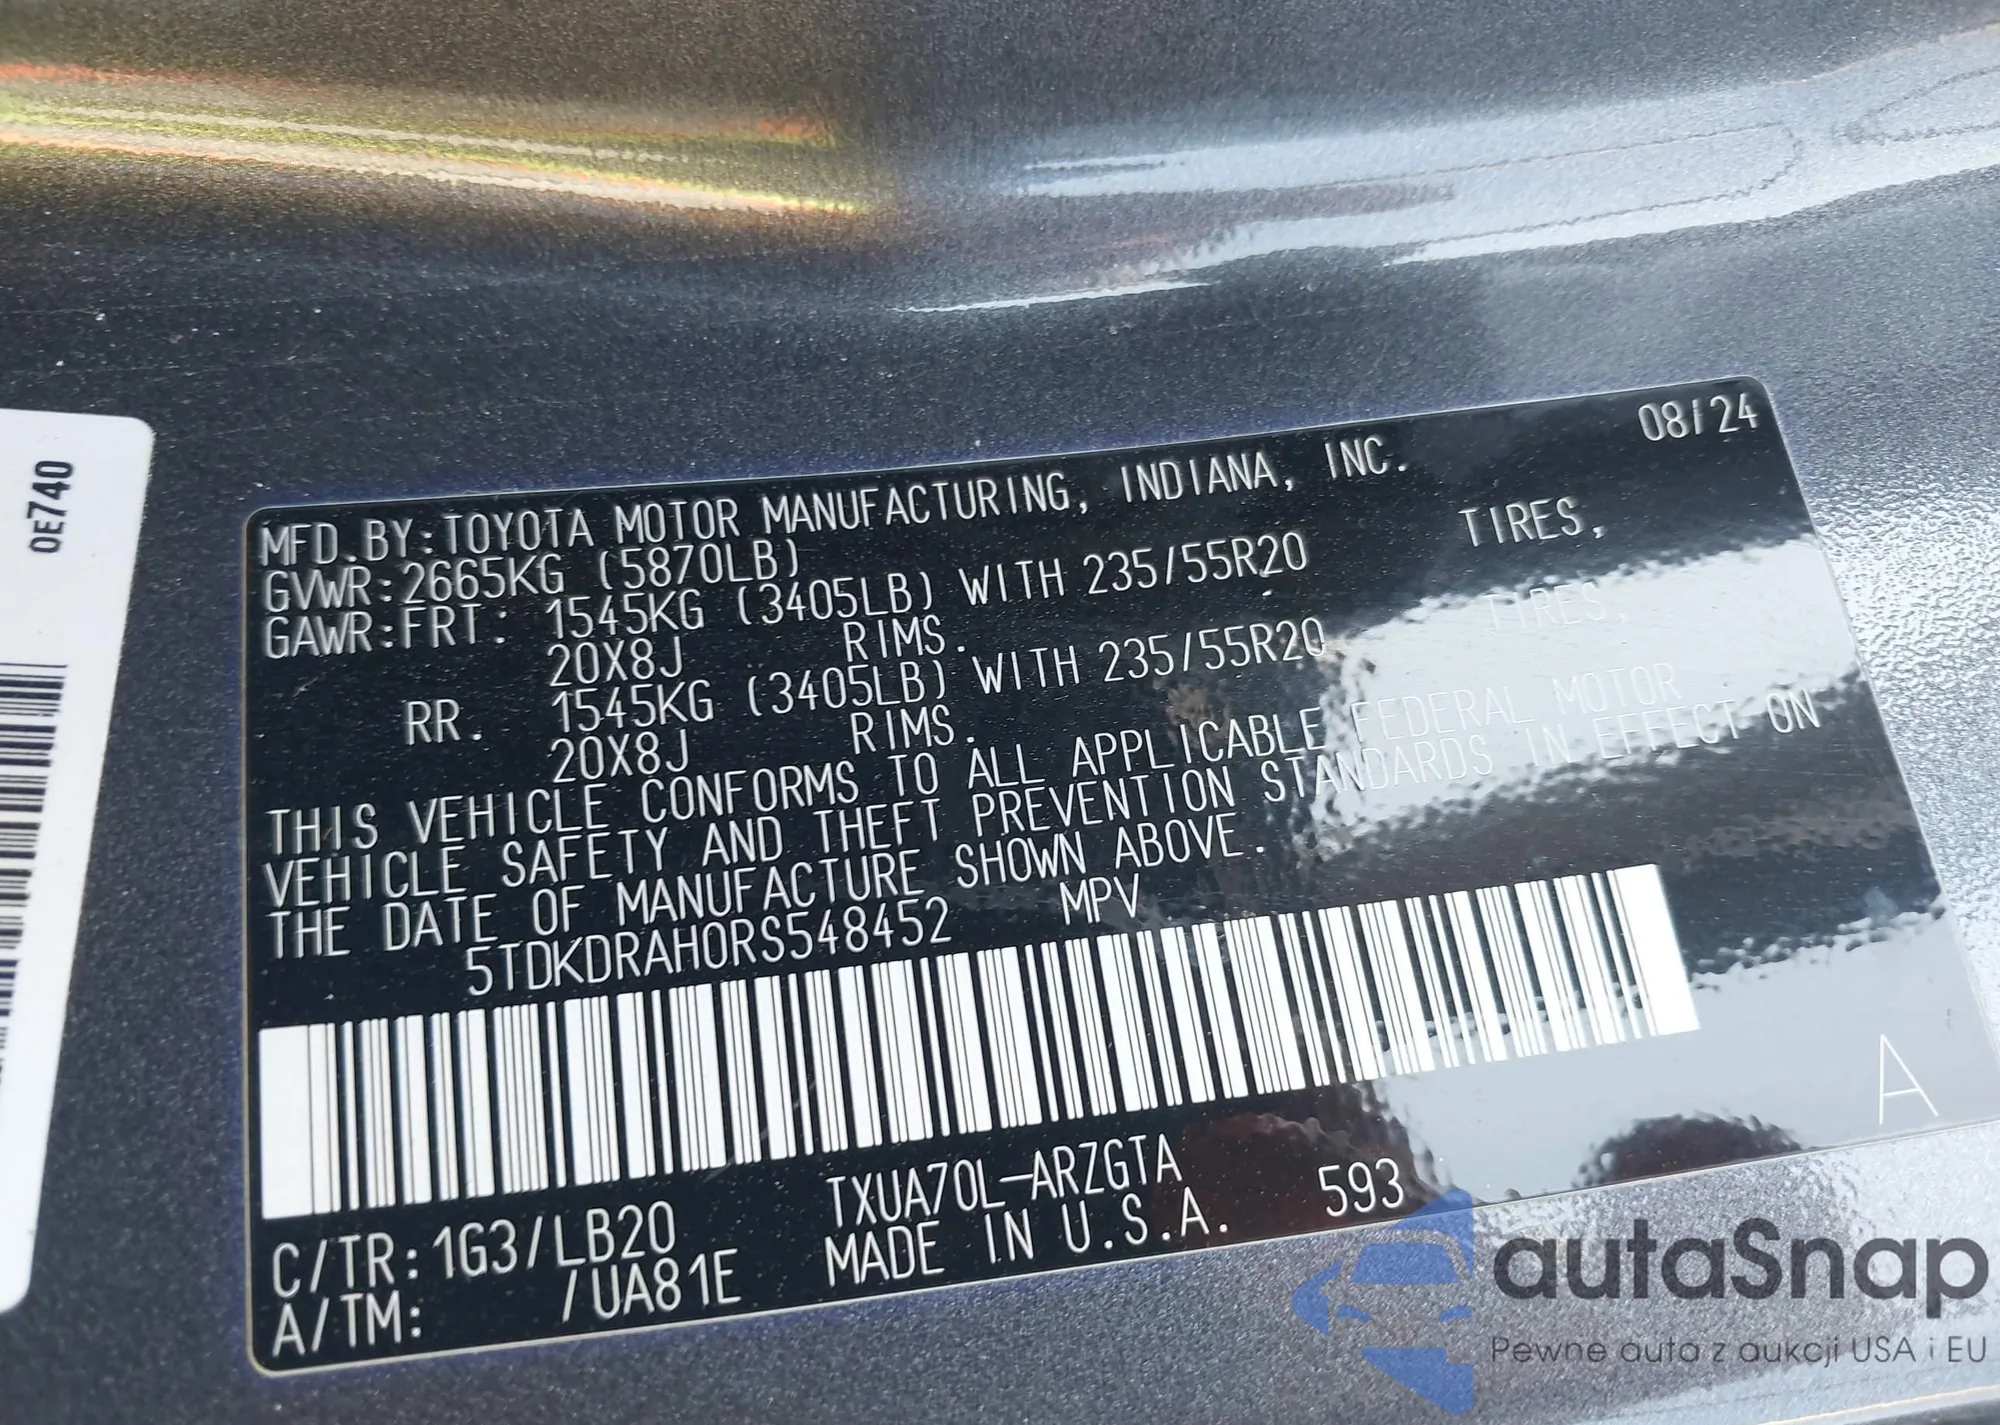 0E740
08/24
MFD.BY:TOYOTA MOTOR MANUFACTURING, INDIANA, INC.
GVWR:2665KG (5870LB)
GAWR:FRT: 1545KG (3405LB) WITH 235/55R20 TIRES,
20X8J RIMS.
RR. 1545KG (3405LB) WITH 235/55R20 TIRES,
20X8J RIMS.
THIS VEHICLE CONFORMS TO ALL APPLICABLE FEDERAL MOTOR
VEHICLE SAFETY AND THEFT PREVENTION STANDARDS IN EFFECT ON
THE DATE OF MANUFACTURE SHOWN ABOVE.
5TDKDRAH0RS548452 MPV
A
C/TR:1G3/LB20 TXUA70L-ARZGTA
A/TM: /UA81E MADE IN U.S.A. 593
autaSnap
Pewne auta z aukcji USA i EU